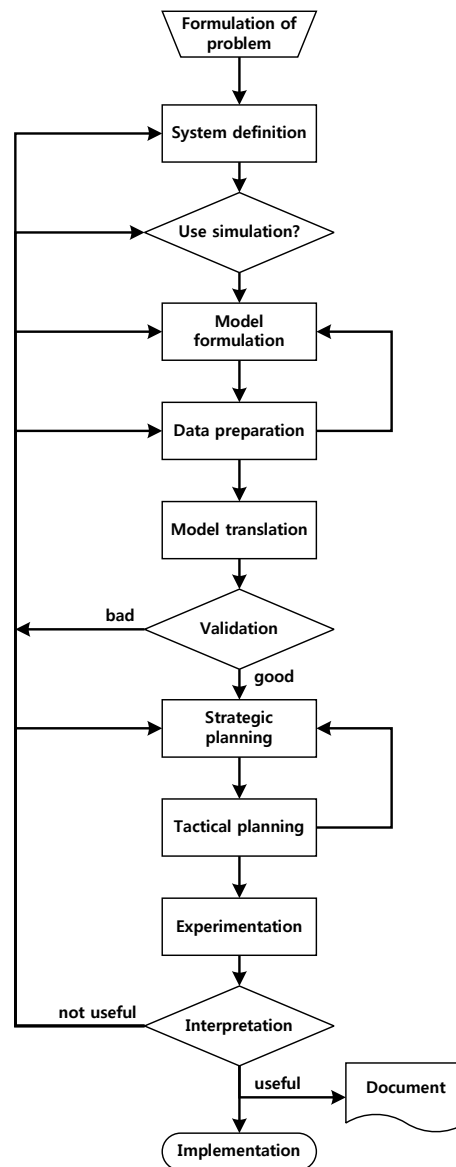 Formulation of
problem
System definition
Use simulation?
Model
formulation
Data preparation
Model translation
bad
Validation
good
Strategic
planning
Tactical planning
Experimentation
not useful
Interpretation
useful
Document
Implementation